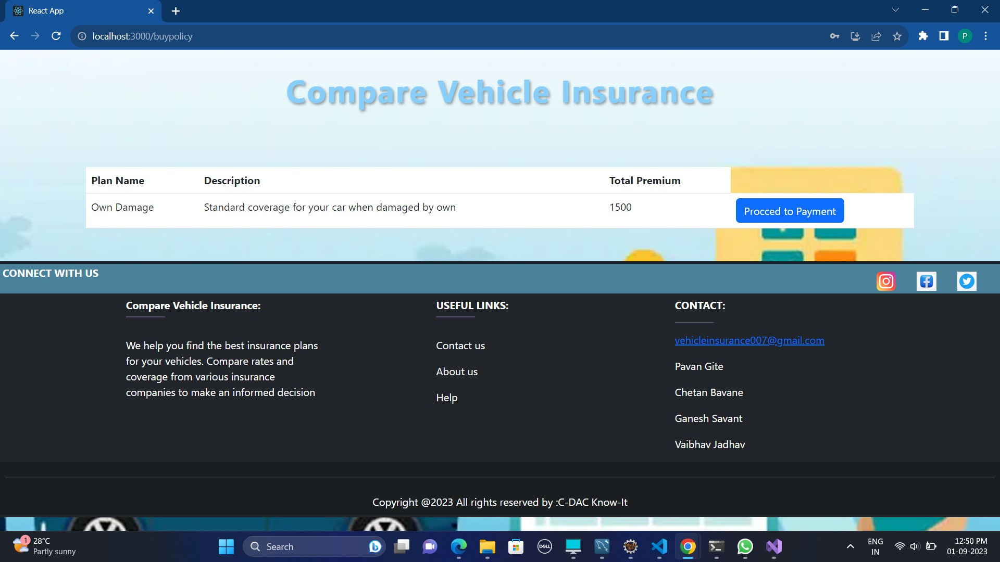 React App
localhost:3000/buypolicy
P
Compare Vehicle Insurance
Plan Name Description Total Premium
Own Damage Standard coverage for your car when damaged by own 1500 Procced to Payment
CONNECT WITH US
Compare Vehicle Insurance:
We help you find the best insurance plans
for your vehicles. Compare rates and
coverage from various insurance
companies to make an informed decision
USEFUL LINKS:
Contact us
About us
Help
CONTACT:
vehicleinsurance007@gmail.com
Pavan Gite
Chetan Bavane
Ganesh Savant
Vaibhav Jadhav
Copyright @2023 All rights reserved by :C-DAC Know-It
1
28°C
Partly sunny
Search
DELL
ENG
IN
12:50 PM
01-09-2023